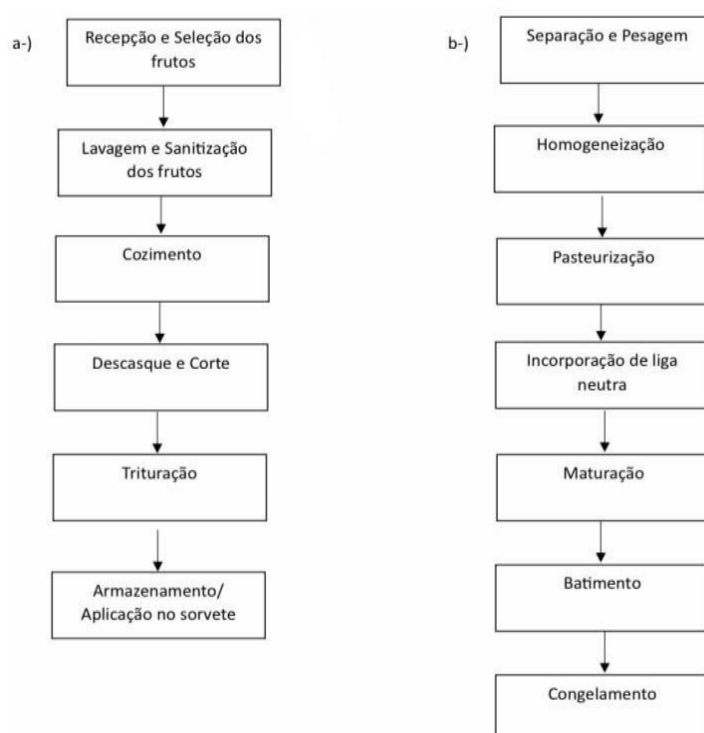 a-)
Recepção e Seleção dos
frutos
Lavagem e Sanitização
dos frutos
Cozimento
Descasque e Corte
Trituração
Armazenamento/
Aplicação no sorvete
b-)
Separação e Pesagem
Homogeneização
Pasteurização
Incorporação de liga
neutra
Maturação
Batimento
Congelamento